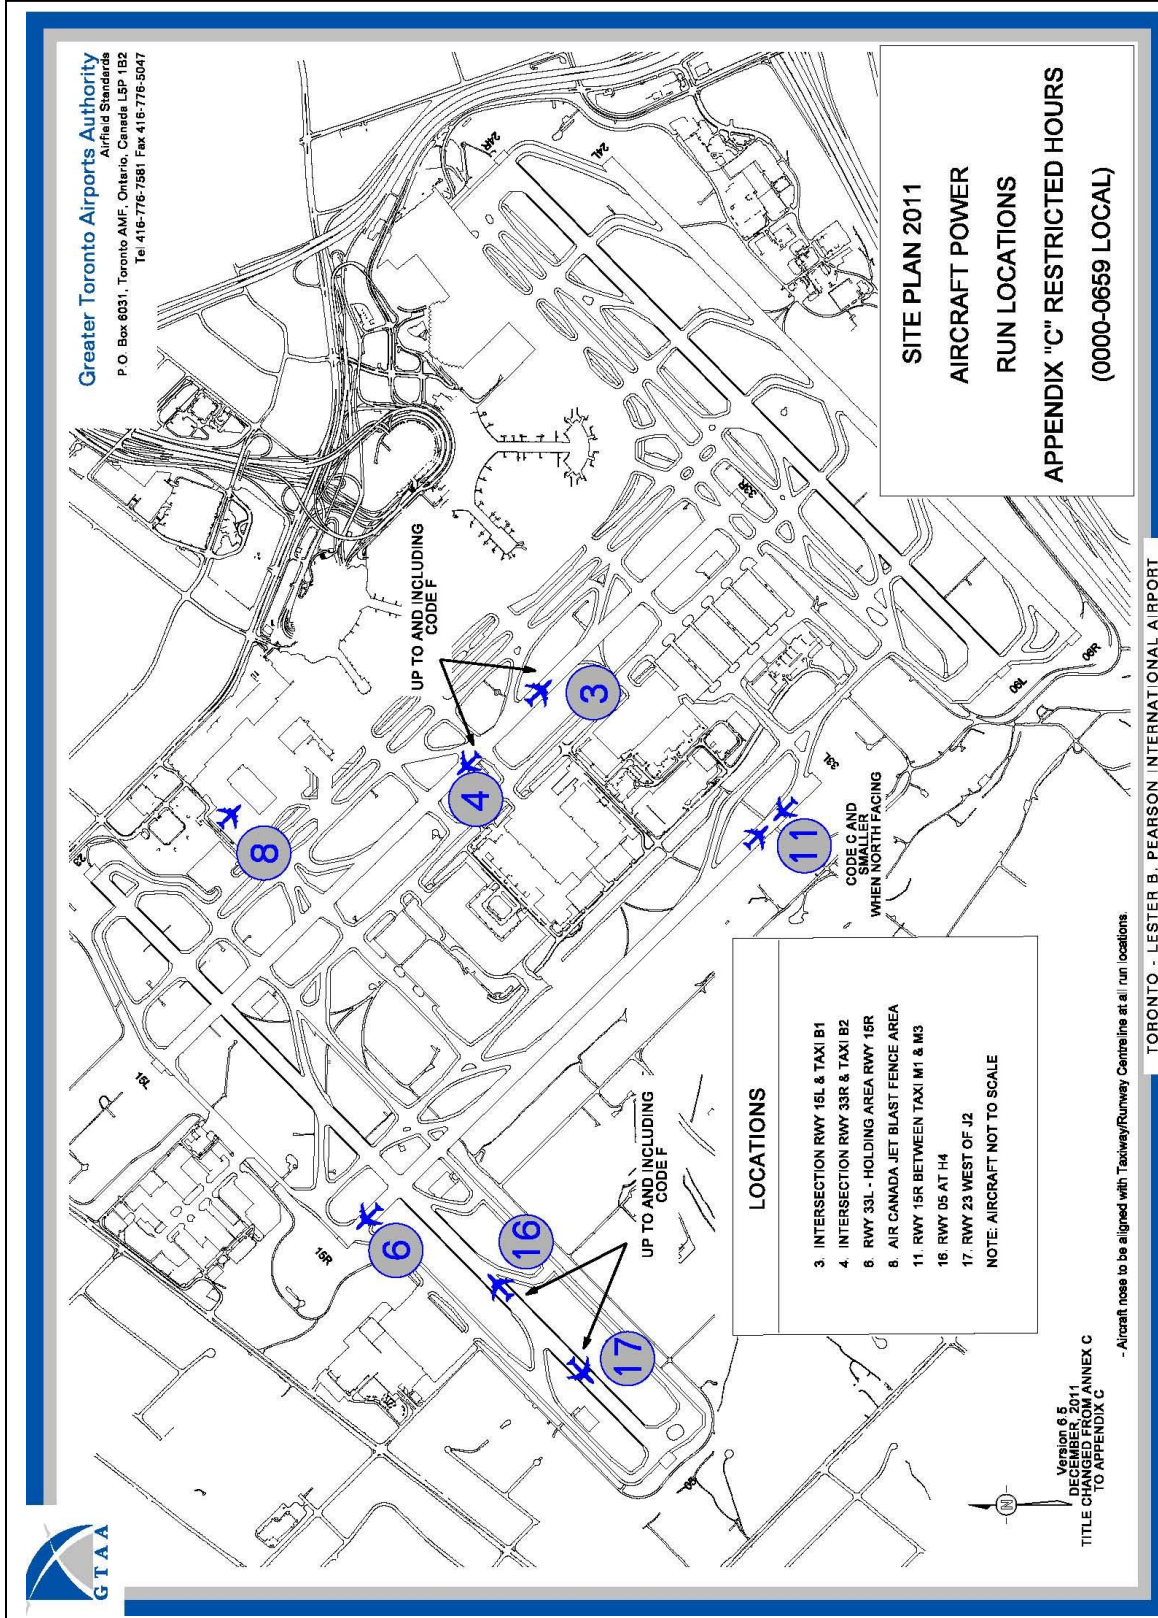 GTAA
Greater Toronto Airports Authority
Airfield Standards
P.O. Box 6031, Toronto AMF, Ontario, Canada L5P 1B2
Tel 416-776-7581 Fax 416-776-5047
23
15L
15R
05
24R
24L
33R
33L
06L
06R
UP TO AND INCLUDING
CODE F
8
4
3
6
16
17
11
UP TO AND INCLUDING
CODE F
CODE C AND
SMALLER
WHEN NORTH FACING
LOCATIONS
3. INTERSECTION RWY 15L & TAXI B1
4. INTERSECTION RWY 33R & TAXI B2
6. RWY 33L - HOLDING AREA RWY 15R
8. AIR CANADA JET BLAST FENCE AREA
11. RWY 15R BETWEEN TAXI M1 & M3
16. RWY 05 AT H4
17. RWY 23 WEST OF J2
NOTE: AIRCRAFT NOT TO SCALE
SITE PLAN 2011
AIRCRAFT POWER
RUN LOCATIONS
APPENDIX "C" RESTRICTED HOURS
(0000-0659 LOCAL)
N
Version 6.5
DECEMBER, 2011
TITLE CHANGED FROM ANNEX C
TO APPENDIX C
- Aircraft nose to be aligned with Taxiway/Runway Centreline at all run locations.
TORONTO - LESTER B. PEARSON INTERNATIONAL AIRPORT